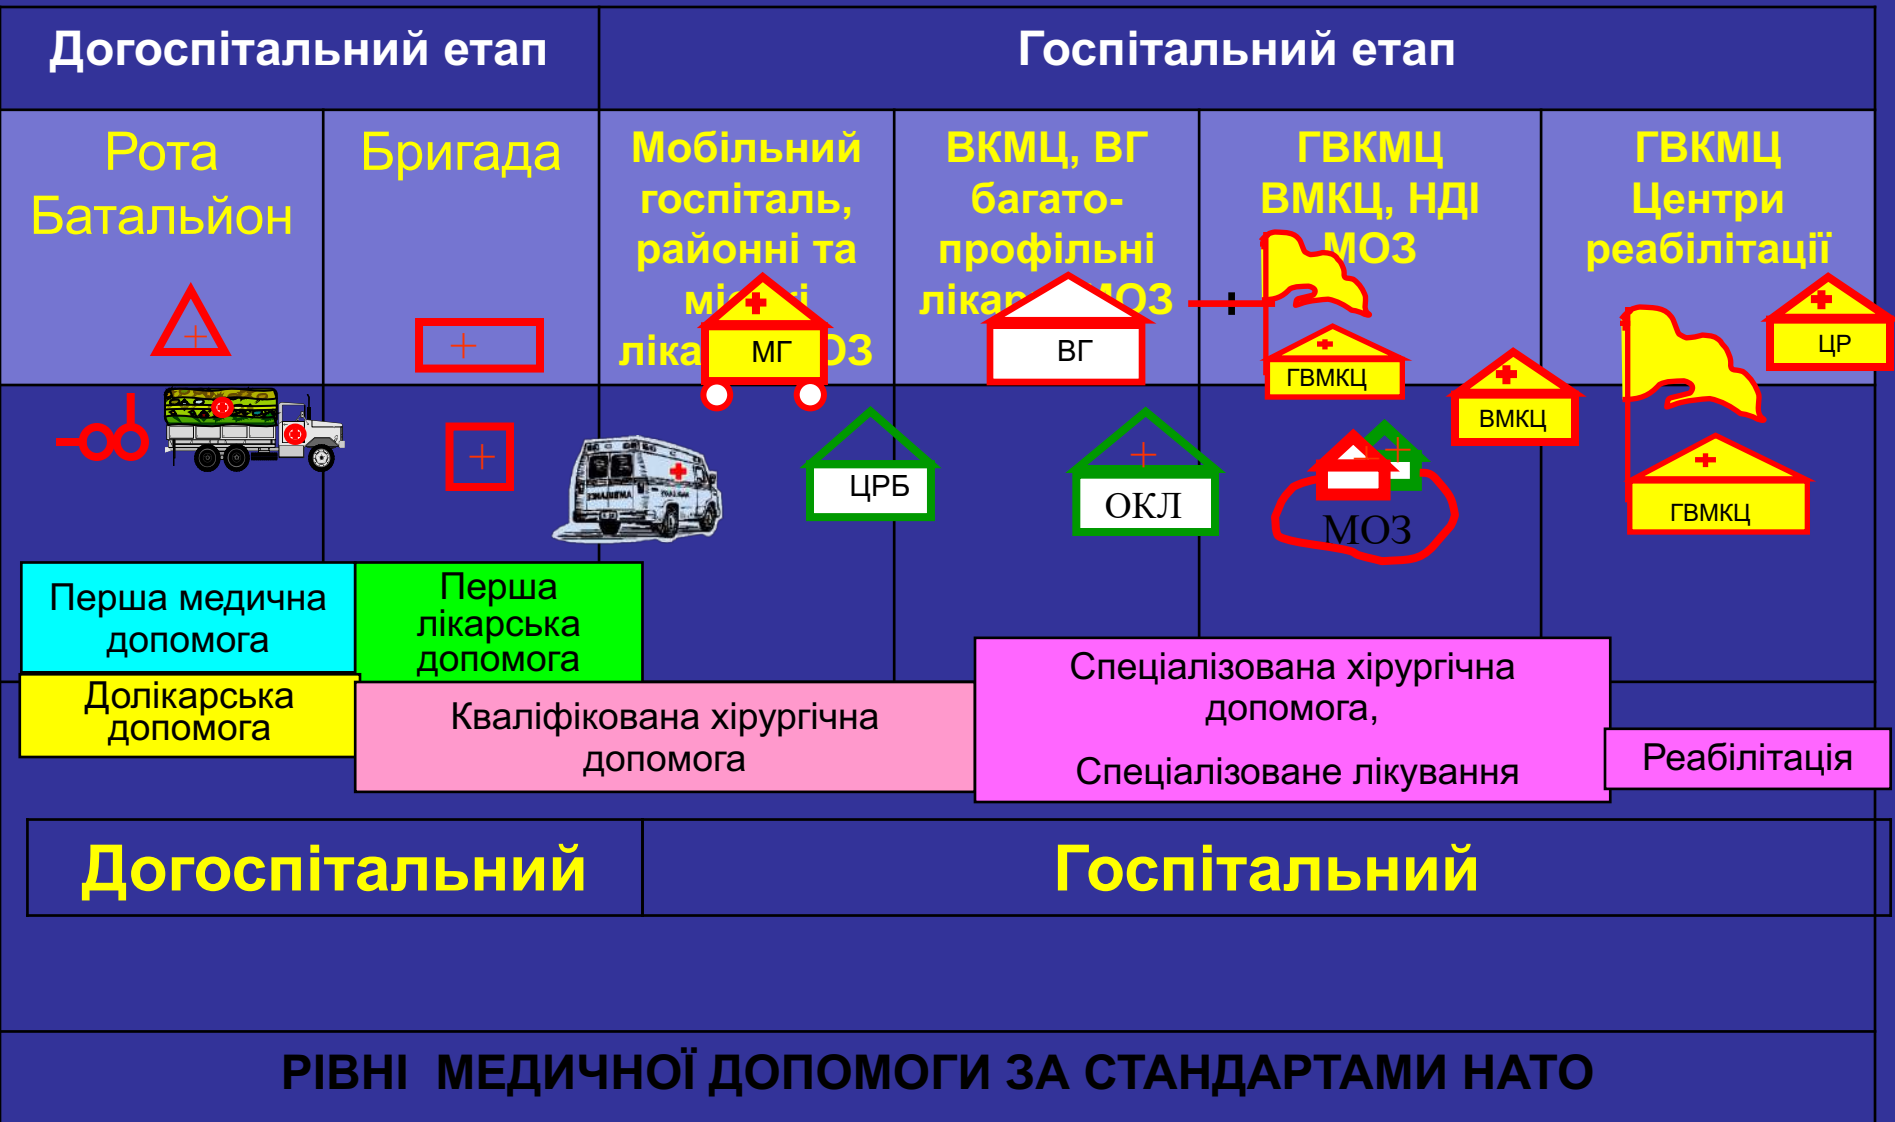 Догоспітальний етап
Госпітальний етап
Рота
Батальйон
Бригада
Мобільний
госпіталь,
районні та
МОЗ
ВКМЦ, ВГ
багато-
профільні
МОЗ
ГВКМЦ
ВМКЦ, НДІ
МОЗ
ГВКМЦ
Центри
реабілітації
МГ
ВГ
ГВМКЦ
ВМКЦ
ЦР
ЦРБ
ОКЛ
МОЗ
ГВМКЦ
Перша медична
допомога
Перша
лікарська
допомога
Долікарська
допомога
Кваліфікована хірургічна
допомога
Спеціалізована хірургічна
допомога,
Спеціалізоване лікування
Реабілітація
Догоспітальний
Госпітальний
РІВНІ МЕДИЧНОЇ ДОПОМОГИ ЗА СТАНДАРТАМИ НАТО